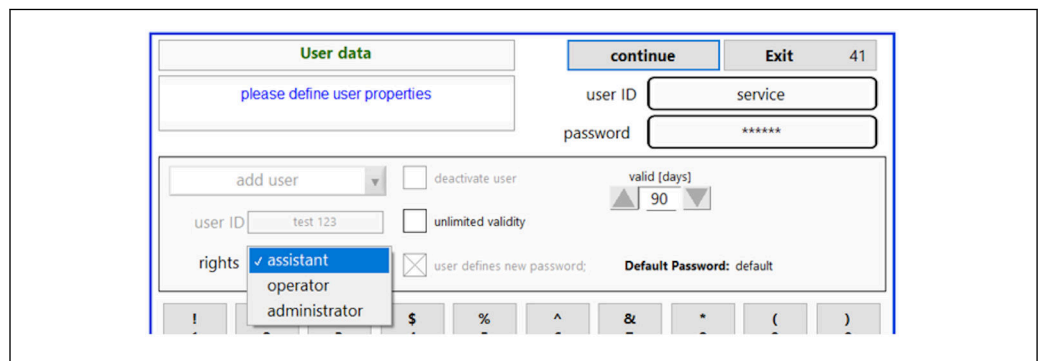 User data
continue
Exit 41
please define user properties
user ID service
password ******
add user
deactivate user
valid [days]
90
user ID test 123
unlimited validity
rights ✓ assistant
operator
administrator
user defines new password;
Default Password: default
! $ % ^ & * ( )